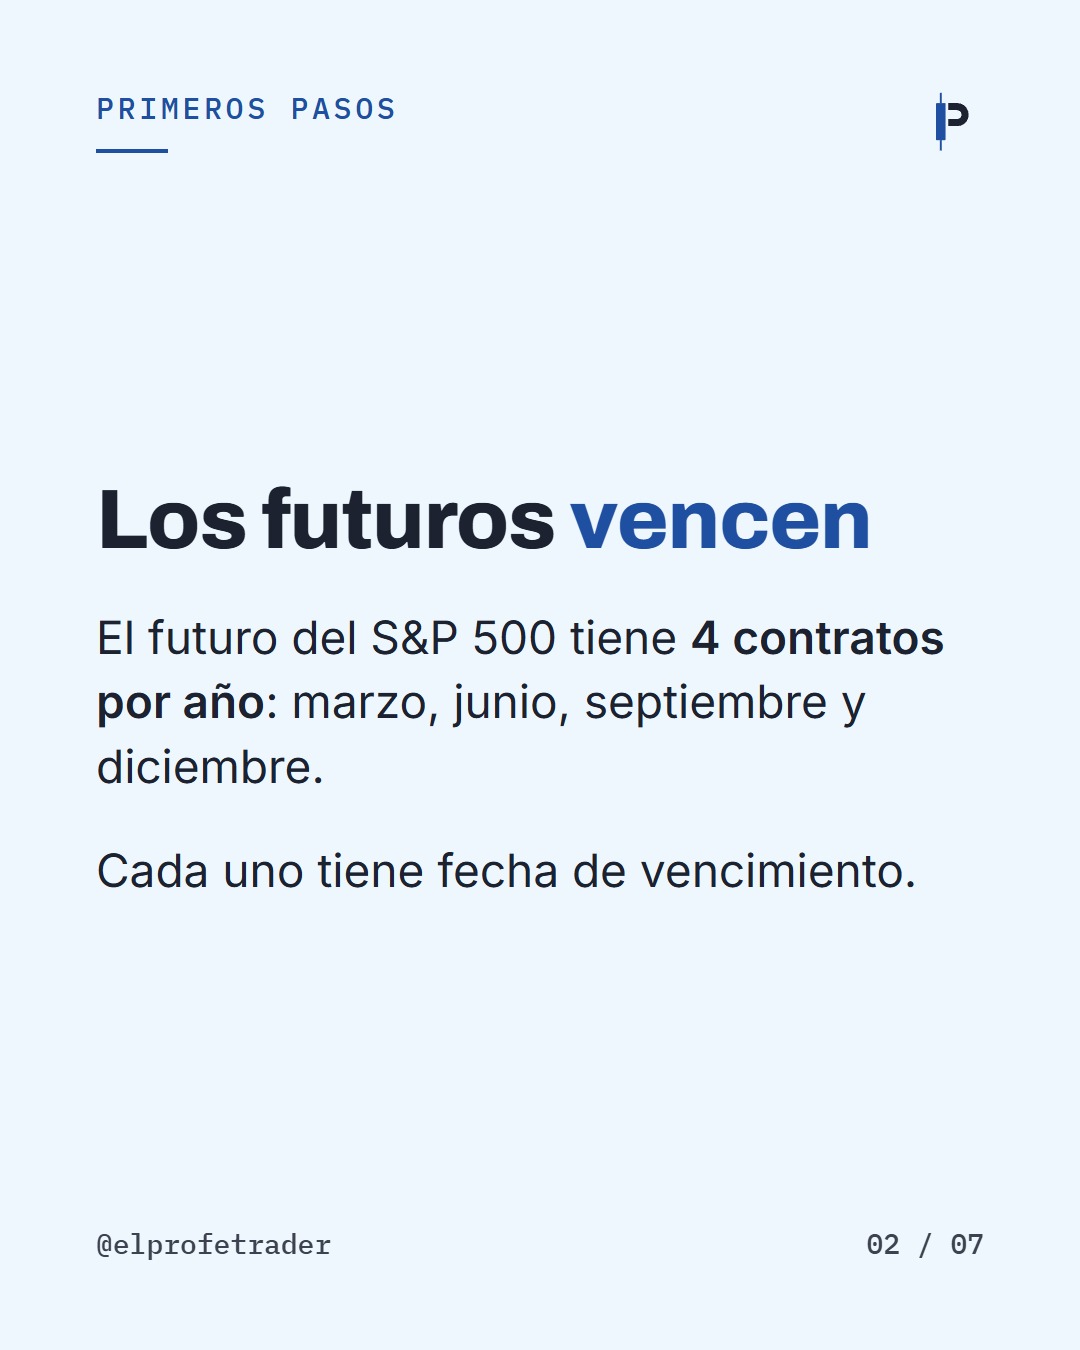 PRIMEROS PASOS
Los futuros vencen
El futuro del S&P 500 tiene 4 contratos
por año: marzo, junio, septiembre y
diciembre.
Cada uno tiene fecha de vencimiento.
@elprofetrader
02 / 07